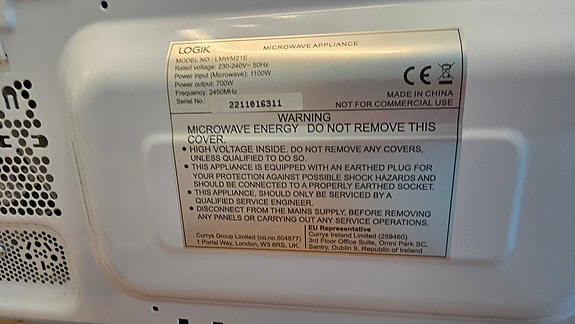 LOGIK MICROWAVE APPLIANCE
MODEL NO.: LMWM21E
Rated voltage: 230-240V~ 50Hz
Power input (Microwave): 1100W
Power output: 700W
Frequency: 2450MHz
Serial No.: 2211016311
CE
MADE IN CHINA
NOT FOR COMMERCIAL USE
WARNING
MICROWAVE ENERGY DO NOT REMOVE THIS
COVER.
• HIGH VOLTAGE INSIDE. DO NOT REMOVE ANY COVERS,
UNLESS QUALIFIED TO DO SO.
• THIS APPLIANCE IS EQUIPPED WITH AN EARTHED PLUG FOR
YOUR PROTECTION AGAINST POSSIBLE SHOCK HAZARDS AND
SHOULD BE CONNECTED TO A PROPERLY EARTHED SOCKET.
• THIS APPLIANCE, SHOULD ONLY BE SERVICED BY A
QUALIFIED SERVICE ENGINEER.
• DISCONNECT FROM THE MAINS SUPPLY, BEFORE REMOVING
ANY PANELS OR CARRYING OUT ANY SERVICE OPERATIONS.
Currys Group Limited (co.no.504877)
1 Portal Way, London, W3 6RS, UK
EU Representative
Currys Ireland Limited (259460)
3rd Floor Office Suite, Omni Park SC,
Santry, Dublin 9, Republic of Ireland